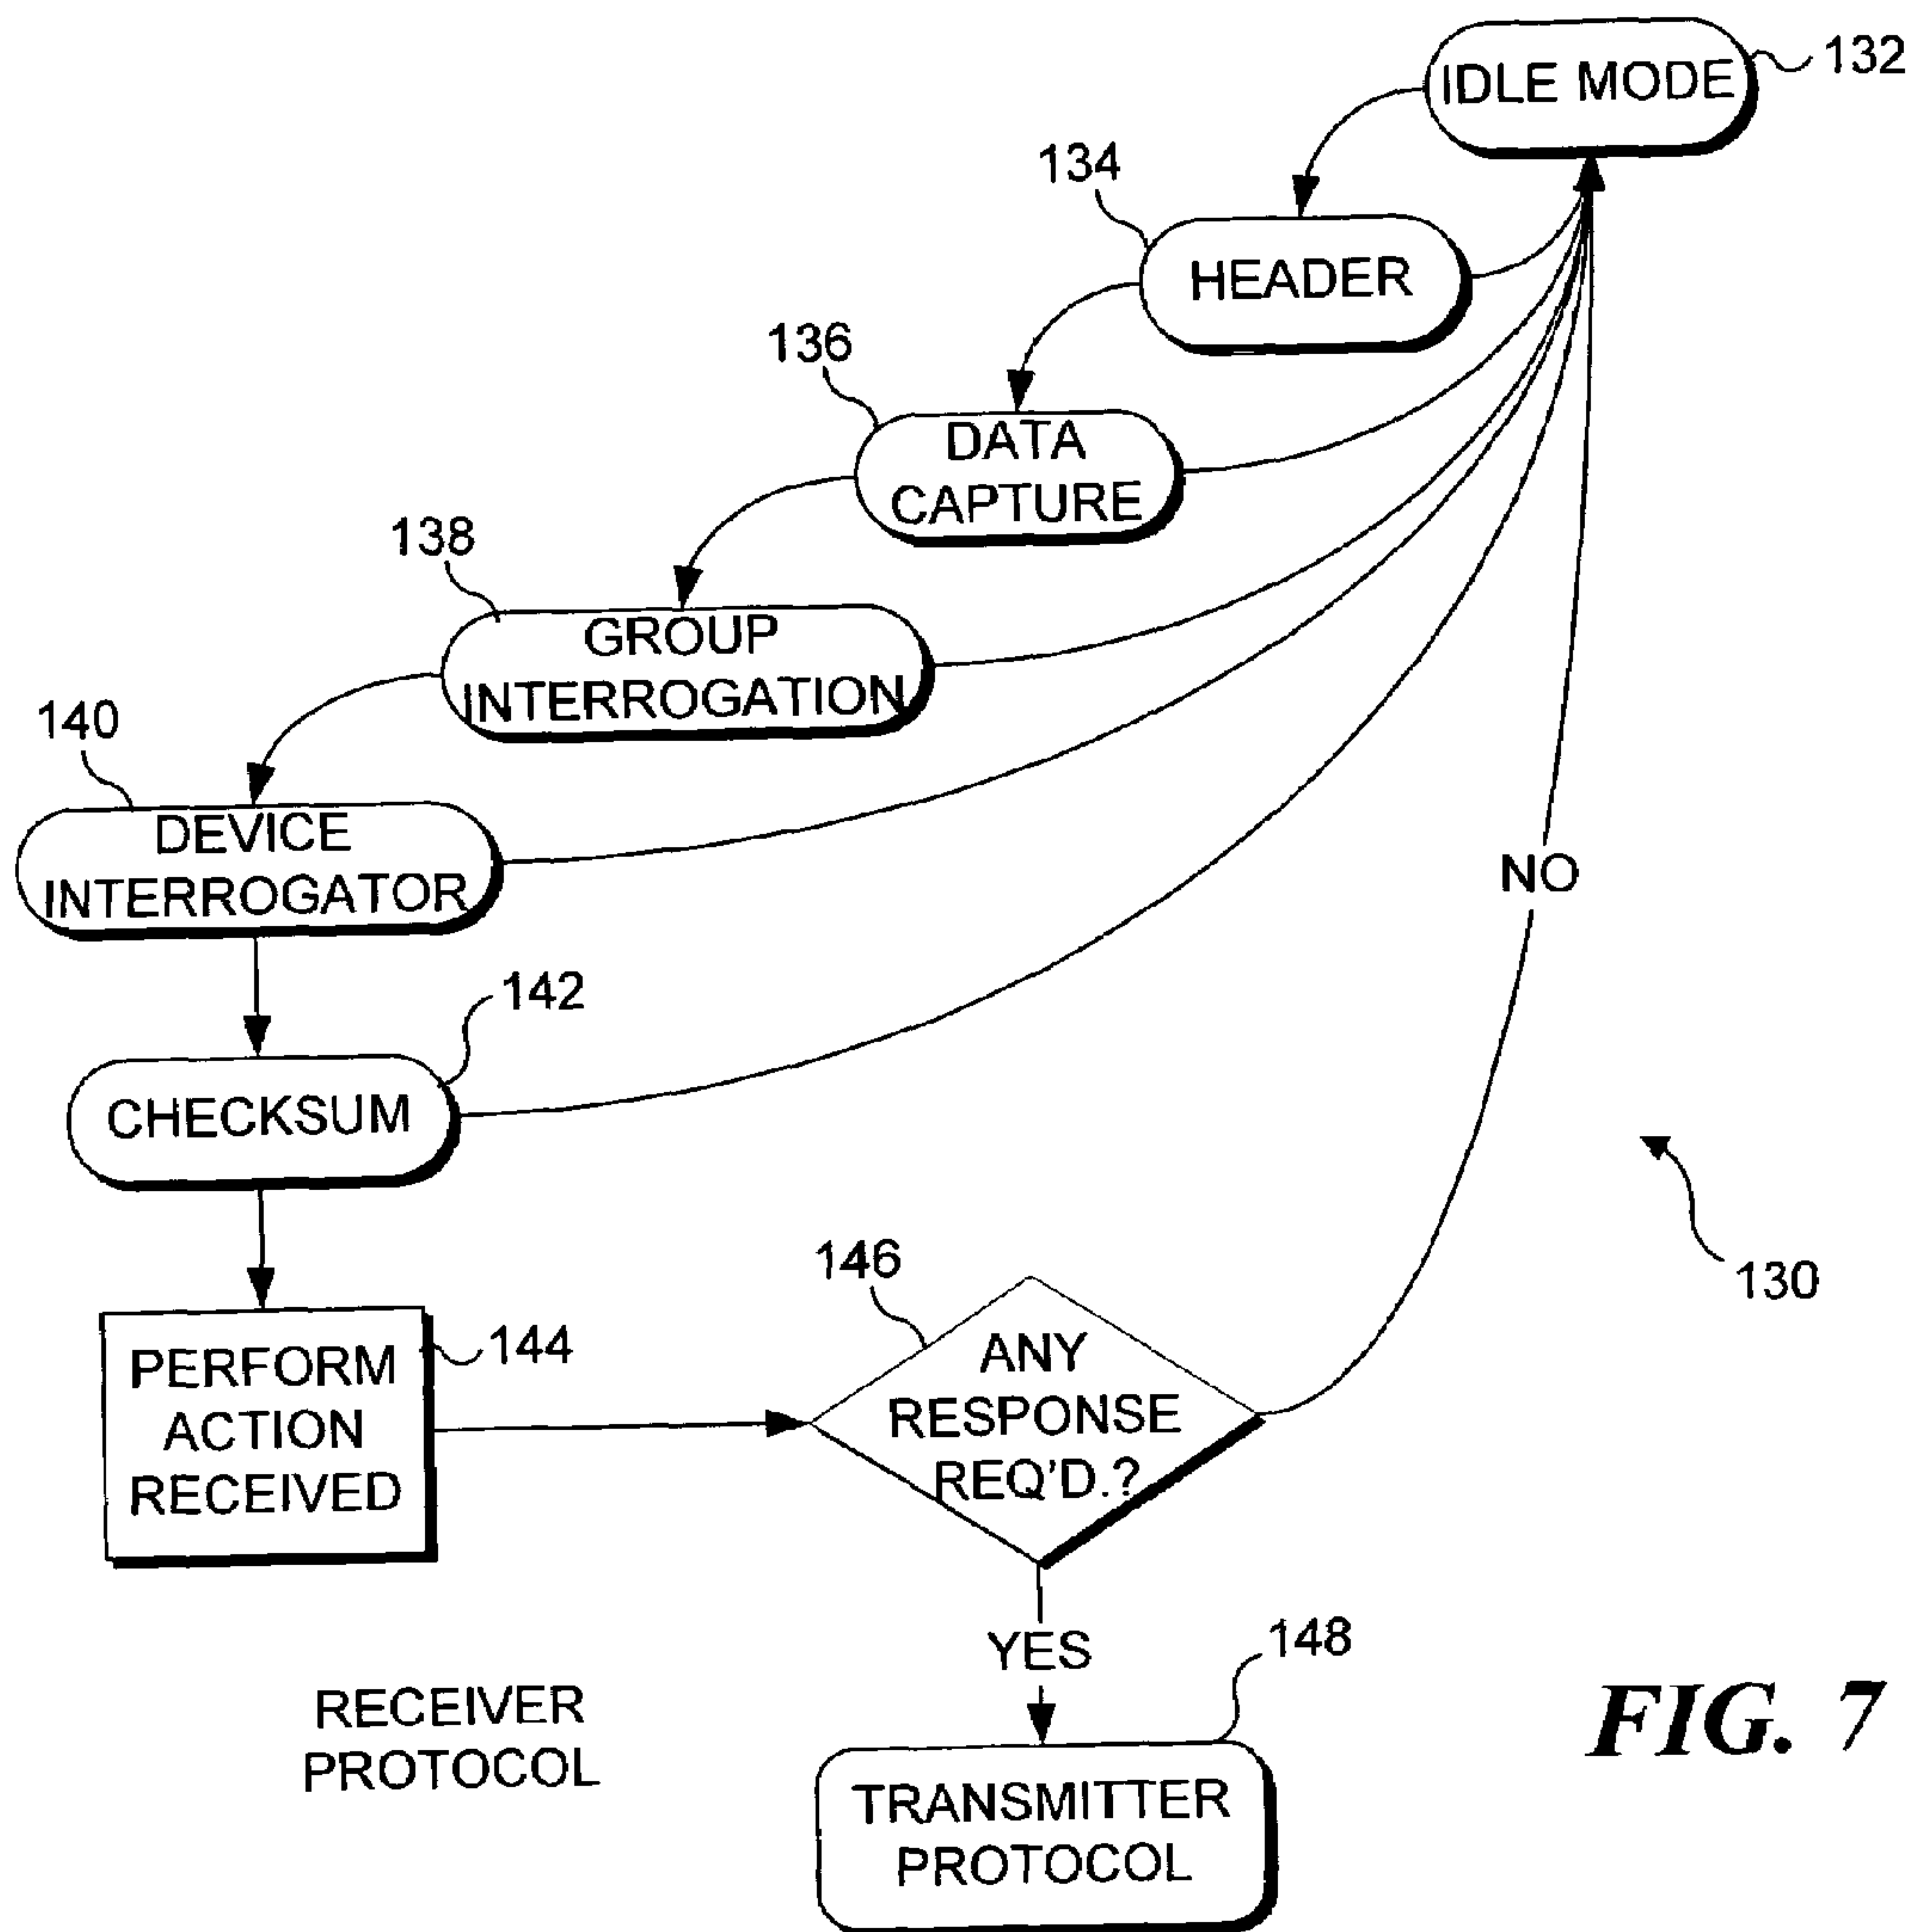 IDLE MODE
132
134
HEADER
136
DATA
CAPTURE
138
GROUP
INTERROGATION
140
DEVICE
INTERROGATOR
NO
142
CHECKSUM
130
146
144
PERFORM
ACTION
RECEIVED
ANY
RESPONSE
REQ'D.?
YES
148
RECEIVER
PROTOCOL
TRANSMITTER
PROTOCOL
FIG. 7